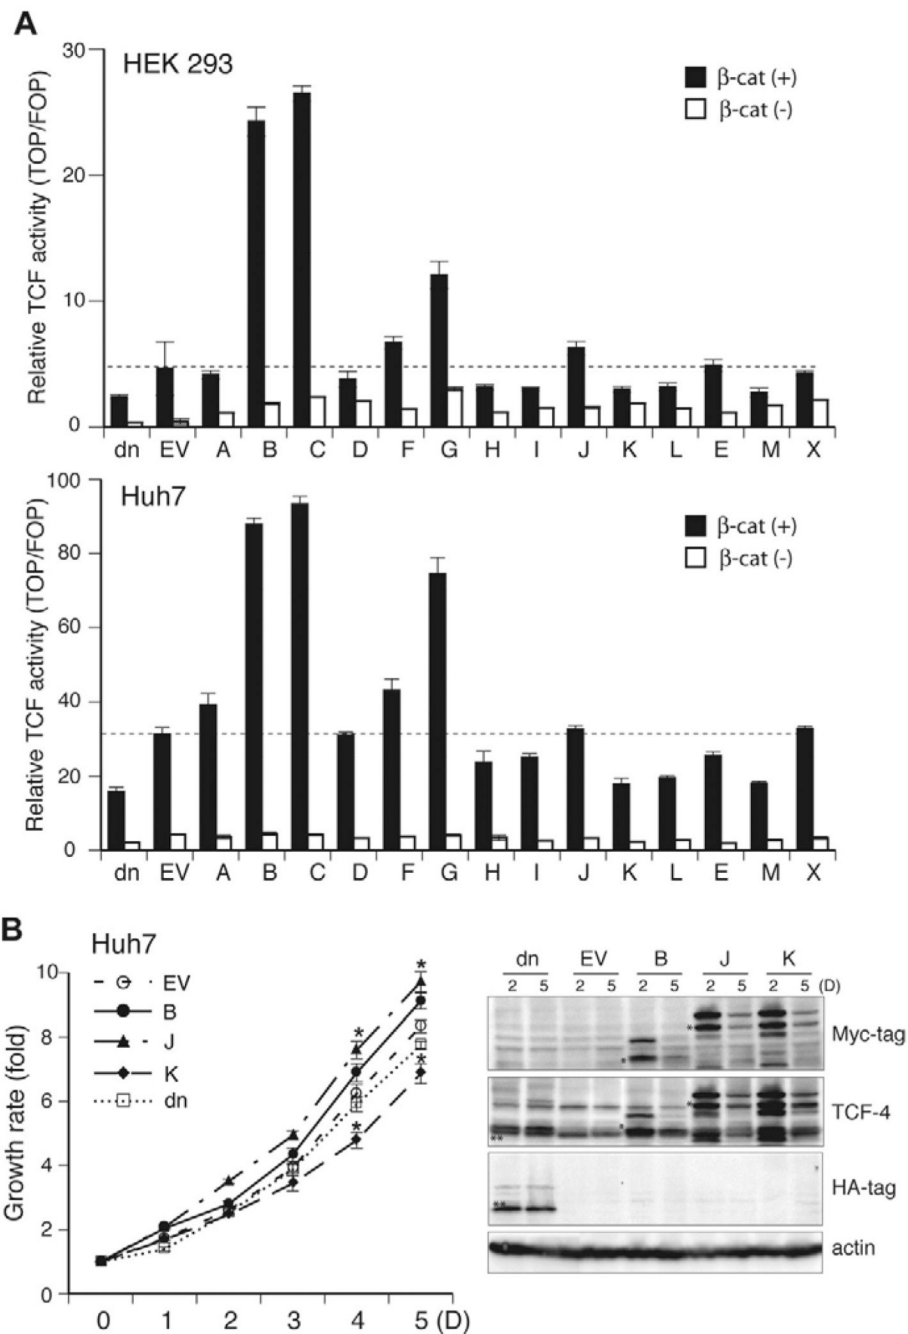 A
HEK 293
β-cat (+)
β-cat (-)
Relative TCF activity (TOP/FOP)
30
20
10
0
dn EV A B C D F G H I J K L E M X
Huh7
β-cat (+)
β-cat (-)
Relative TCF activity (TOP/FOP)
100
80
60
40
20
0
dn EV A B C D F G H I J K L E M X
B
Huh7
EV
B
J
K
dn
Growth rate (fold)
10
8
6
4
2
0
0 1 2 3 4 5 (D)
*
*
*
*
dn EV B J K
2 5 2 5 2 5 2 5 2 5 (D)
Myc-tag
*
*
TCF-4
*
*
**
HA-tag
**
actin